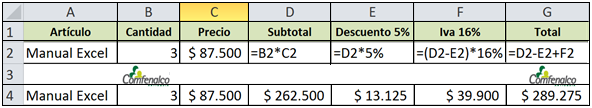 A B C D E F G
1 Artículo Cantidad Precio Subtotal Descuento 5% Iva 16% Total
2 Manual Excel 3 $ 87.500 =B2*C2 =D2*5% =(D2-E2)*16% =D2-E2+F2
3 Comfenalco Comfenalco
4 Manual Excel 3 $ 87.500 $ 262.500 $ 13.125 $ 39.900 $ 289.275